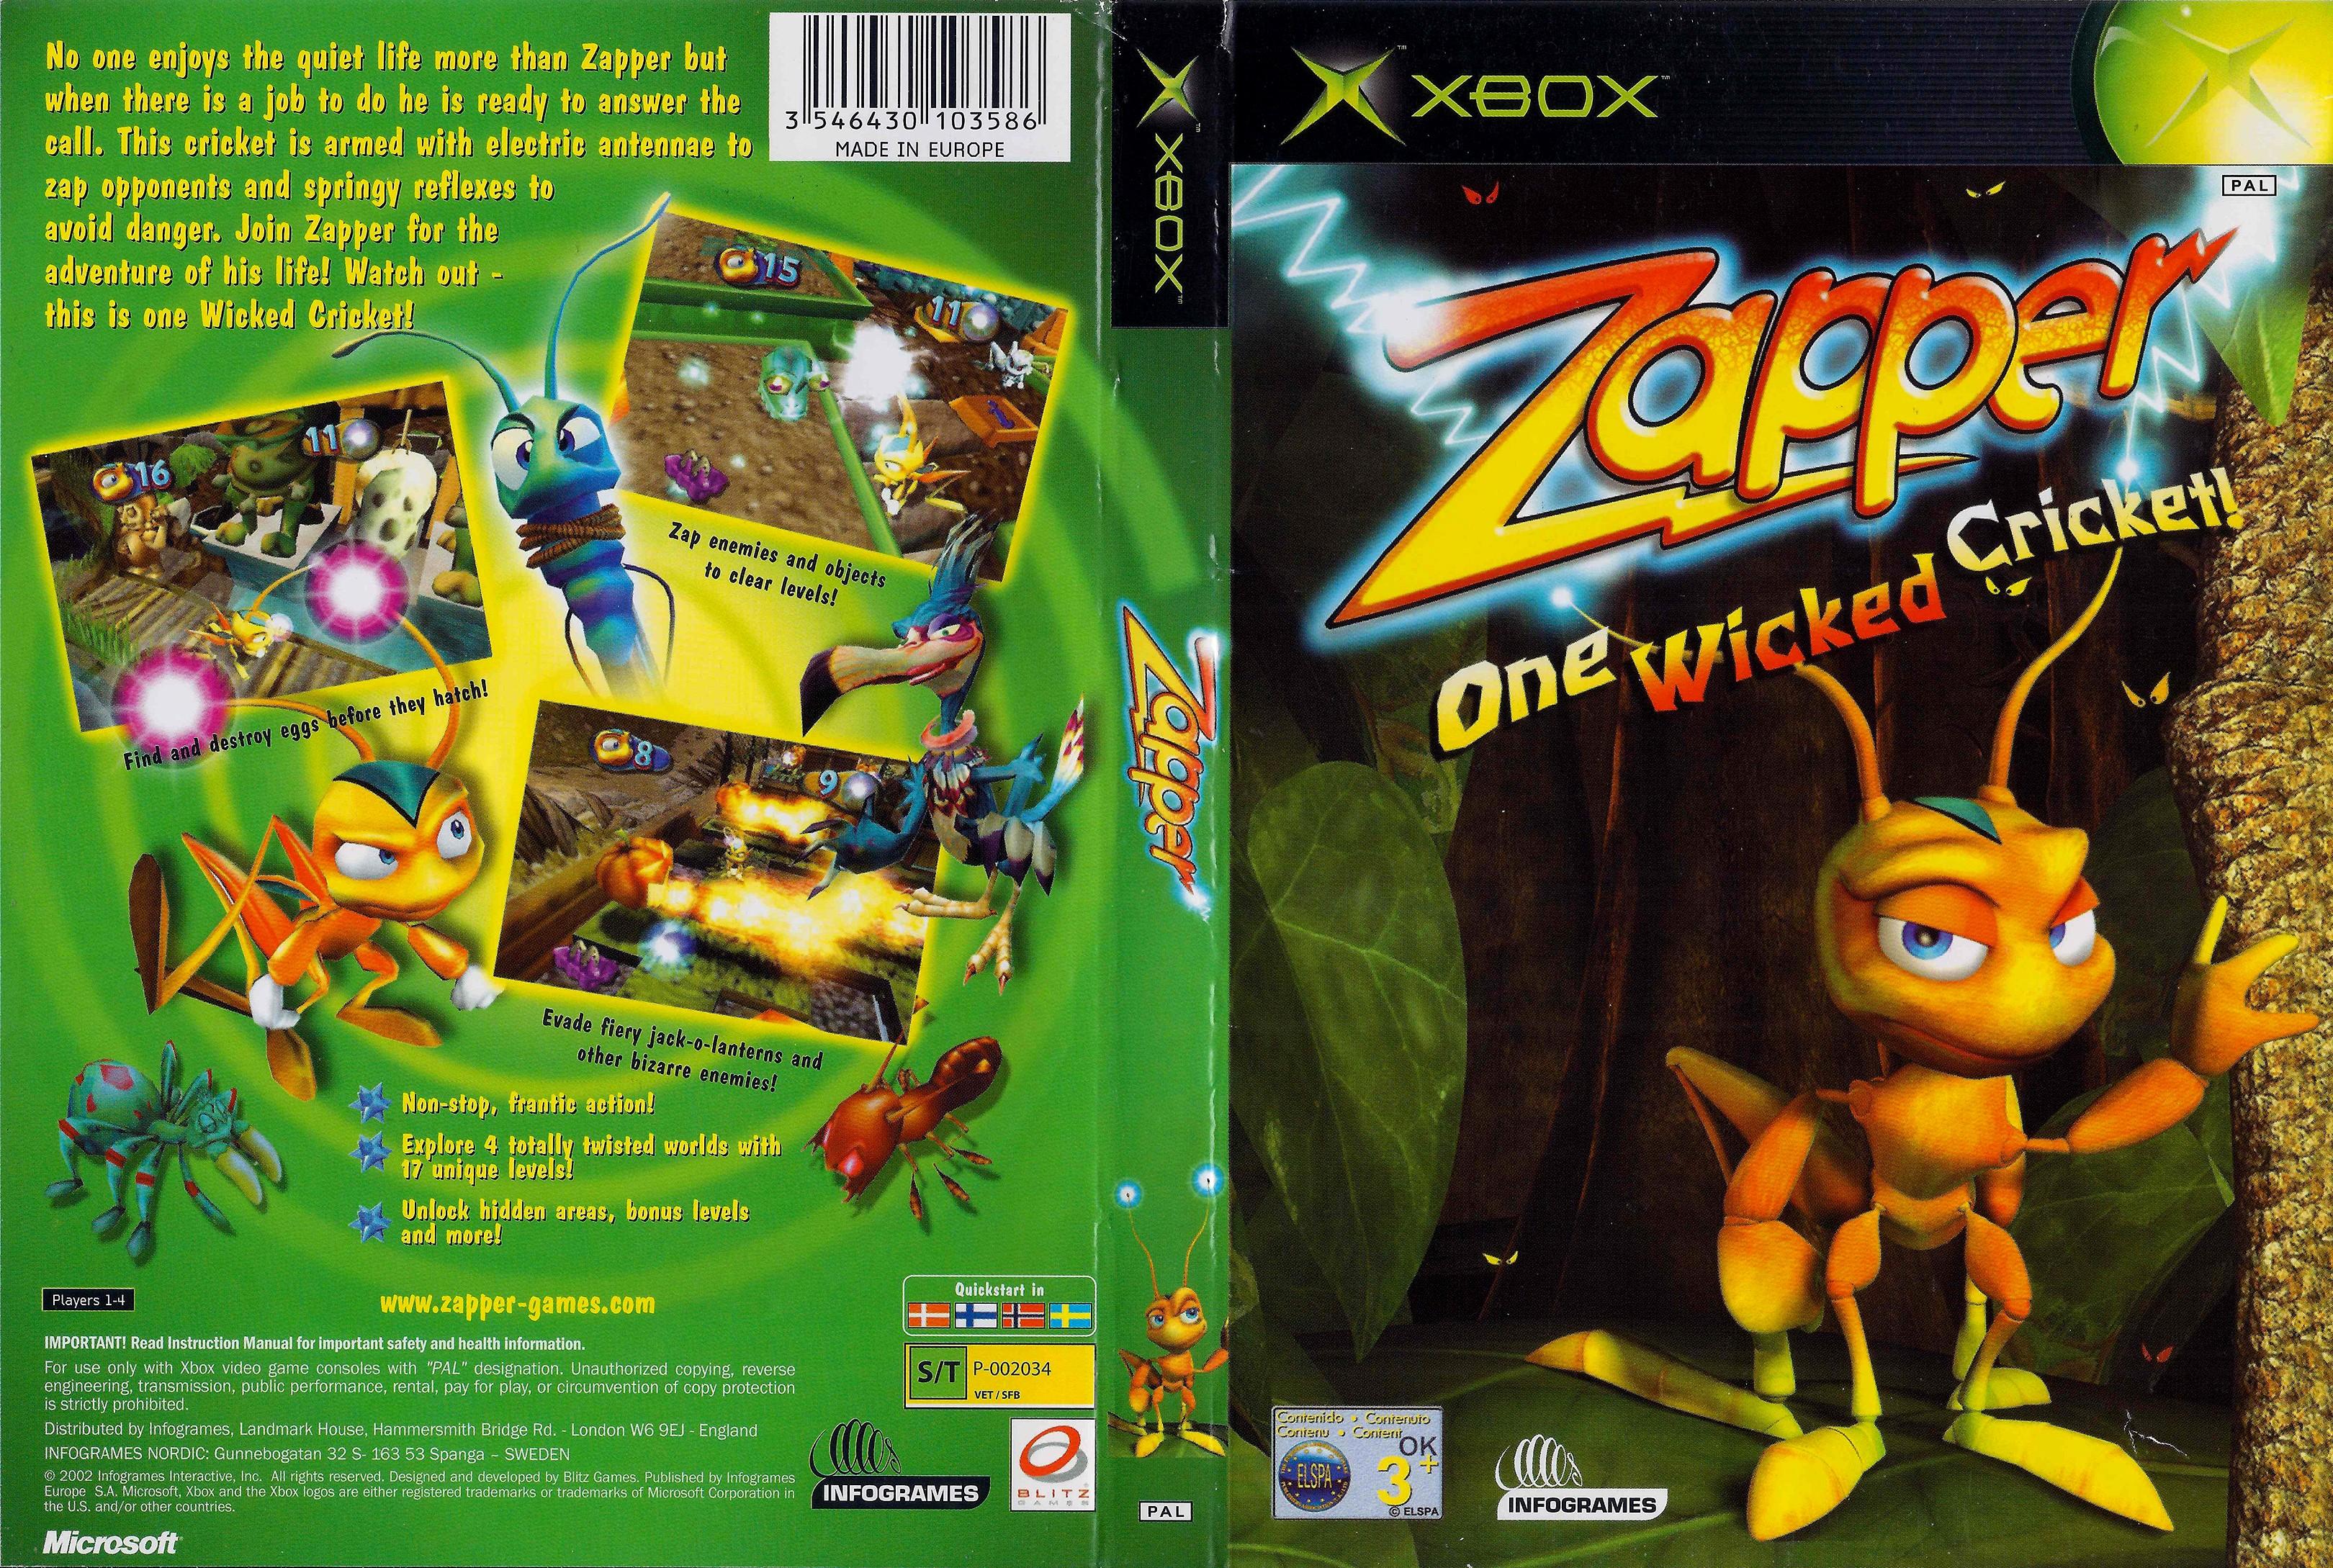 No one enjoys the quiet life more than Zapper but
when there is a job to do he is ready to answer the
call. This cricket is armed with electric antennae to
zap opponents and springy reflexes to
avoid danger. Join Zapper for the
adventure of his life! Watch out -
this is one Wicked Cricket!
3 546430 103586
MADE IN EUROPE
15
11
Zap enemies and objects
to clear levels!
16
11
Find and destroy eggs before they hatch!
8
9
Evade fiery jack-o-lanterns and
other bizarre enemies!
Non-stop, frantic action!
Explore 4 totally twisted worlds with
17 unique levels!
Unlock hidden areas, bonus levels
and more!
Players 1-4
www.zapper-games.com
IMPORTANT! Read Instruction Manual for important safety and health information.
For use only with Xbox video game consoles with "PAL" designation. Unauthorized copying, reverse
engineering, transmission, public performance, rental, pay for play, or circumvention of copy protection
is strictly prohibited.
Distributed by Infogrames, Landmark House, Hammersmith Bridge Rd. - London W6 9EJ - England
INFOGRAMES NORDIC: Gunnebogatan 32 S- 163 53 Spanga – SWEDEN
© 2002 Infogrames Interactive, Inc. All rights reserved. Designed and developed by Blitz Games. Published by Infogrames
Europe S.A. Microsoft, Xbox and the Xbox logos are either registered trademarks or trademarks of Microsoft Corporation in
the U.S. and/or other countries.
Microsoft
Quickstart in
S/T P-002034
VET / SFB
INFOGRAMES
BLITZ
GAMES
XBOX™
Zapper
PAL
XBOX™
PAL
Zapper
One Wicked Cricket!
Contenido • Contenuto
Contenu • Content
OK
ELSPA
3+
© ELSPA
INFOGRAMES